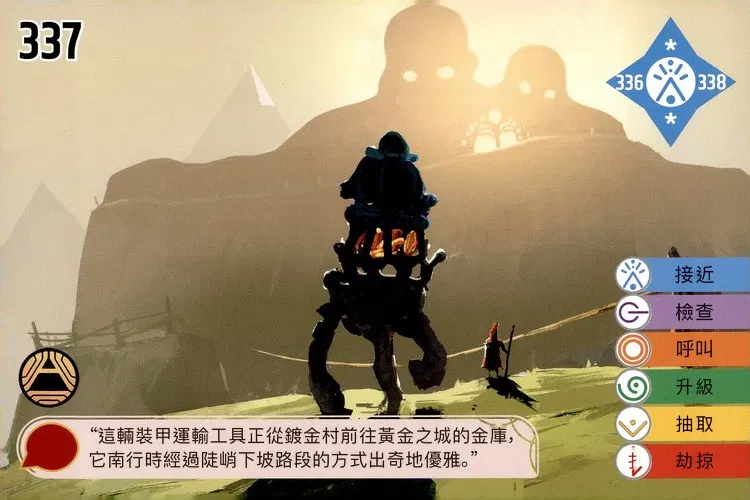 337
*
336 338
*
接近
檢查
呼叫
升級
抽取
劫掠
“這輛裝甲運輸工具正從鍍金村前往黃金之城的金庫,
它南行時經過陡峭下坡路段的方式出奇地優雅。”